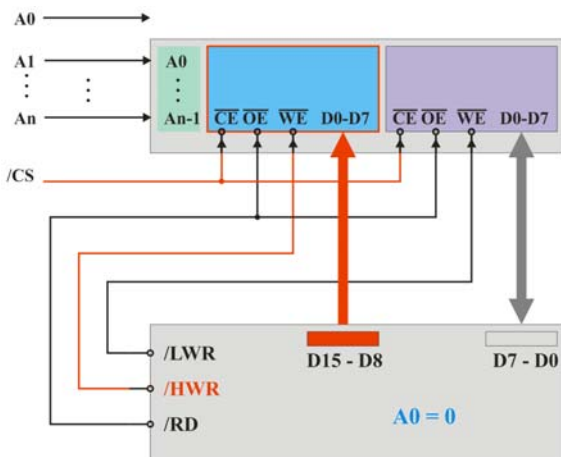 A0
A1
An
A0
An-1
CE OE WE D0-D7
CE OE WE D0-D7
/CS
/LWR
/HWR
/RD
D15 - D8
D7 - D0
A0 = 0